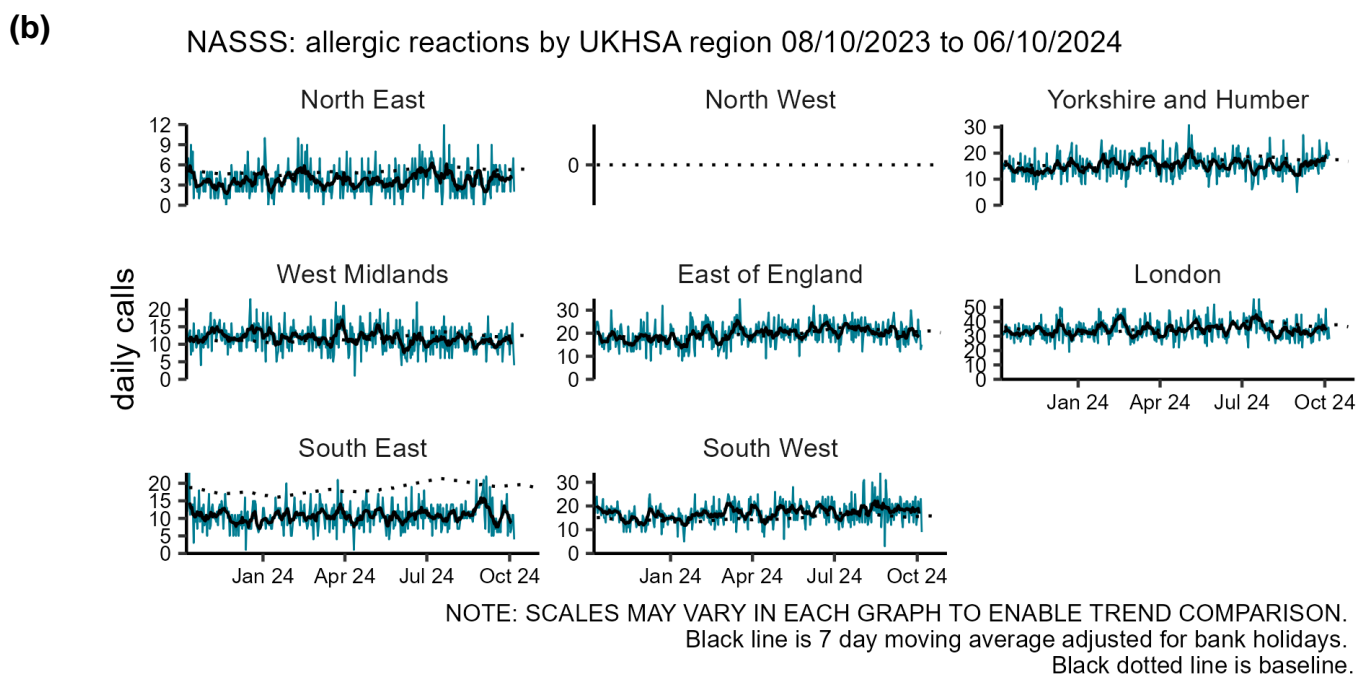 (b)
NASSS: allergic reactions by UKHSA region 08/10/2023 to 06/10/2024
North East
12
9
6
3
0
North West
0
Yorkshire and Humber
30
20
10
0
daily calls
West Midlands
20
15
10
5
0
East of England
30
20
10
0
London
50
40
30
20
10
0
Jan 24 Apr 24 Jul 24 Oct 24
South East
20
15
10
5
0
Jan 24 Apr 24 Jul 24 Oct 24
South West
30
20
10
0
Jan 24 Apr 24 Jul 24 Oct 24
NOTE: SCALES MAY VARY IN EACH GRAPH TO ENABLE TREND COMPARISON.
Black line is 7 day moving average adjusted for bank holidays.
Black dotted line is baseline.